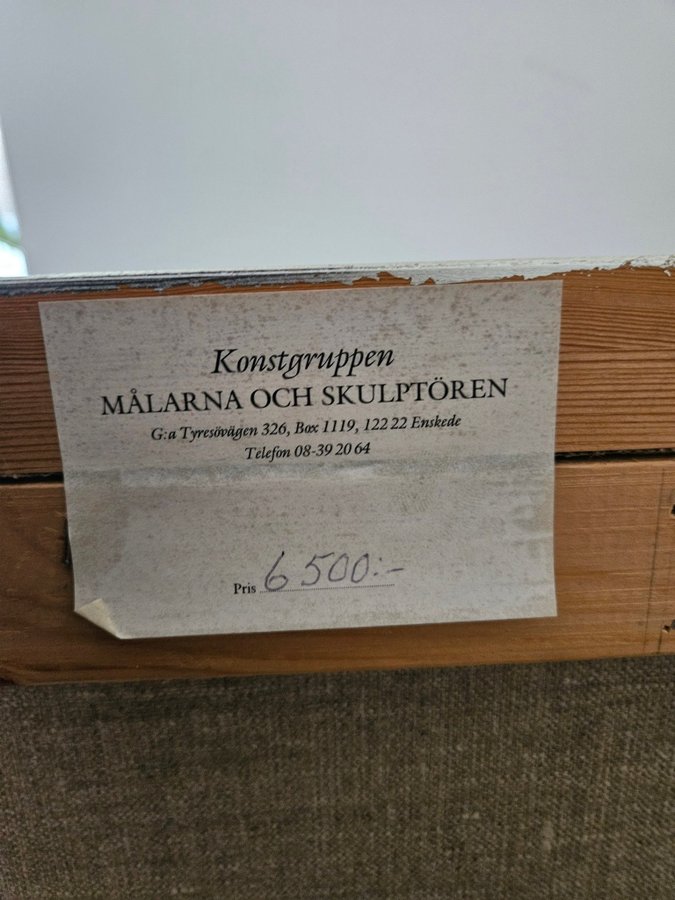 Konstgruppen
MÅLARNA OCH SKULPTÖREN
G:a Tyresövägen 326, Box 1119, 122 22 Enskede
Telefon 08-39 20 64
Pris 6 500:-